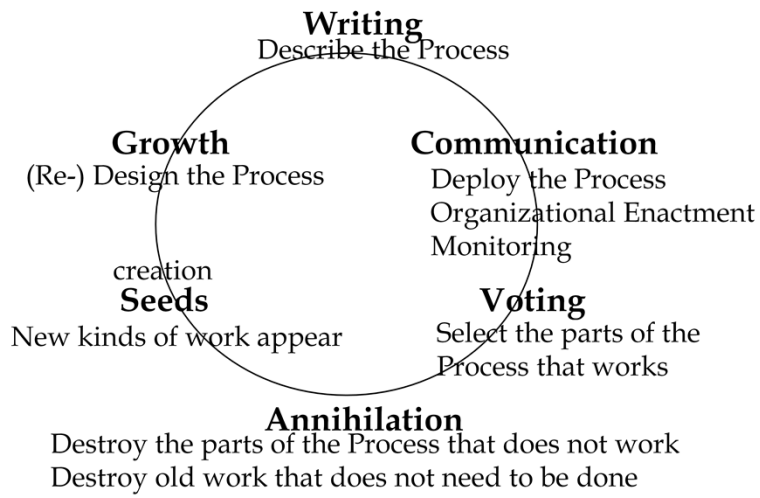 Writing
Describe the Process
Growth
(Re-) Design the Process
Communication
Deploy the Process
Organizational Enactment
Monitoring
creation
Seeds
New kinds of work appear
Voting
Select the parts of the
Process that works
Annihilation
Destroy the parts of the Process that does not work
Destroy old work that does not need to be done